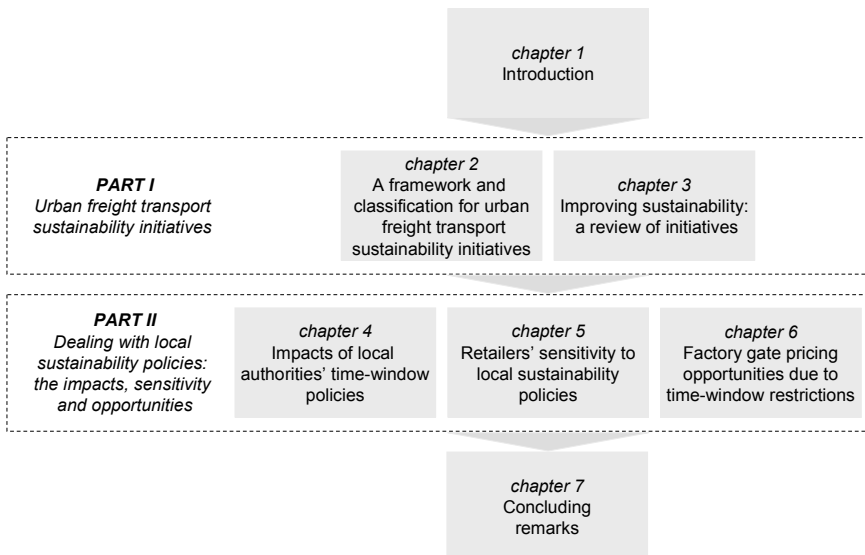 chapter 1
Introduction
PART I
Urban freight transport
sustainability initiatives
chapter 2
A framework and
classification for urban
freight transport
sustainability initiatives
chapter 3
Improving sustainability:
a review of initiatives
PART II
Dealing with local
sustainability policies:
the impacts, sensitivity
and opportunities
chapter 4
Impacts of local
authorities’ time-window
policies
chapter 5
Retailers’ sensitivity to
local sustainability
policies
chapter 6
Factory gate pricing
opportunities due to
time-window restrictions
chapter 7
Concluding
remarks